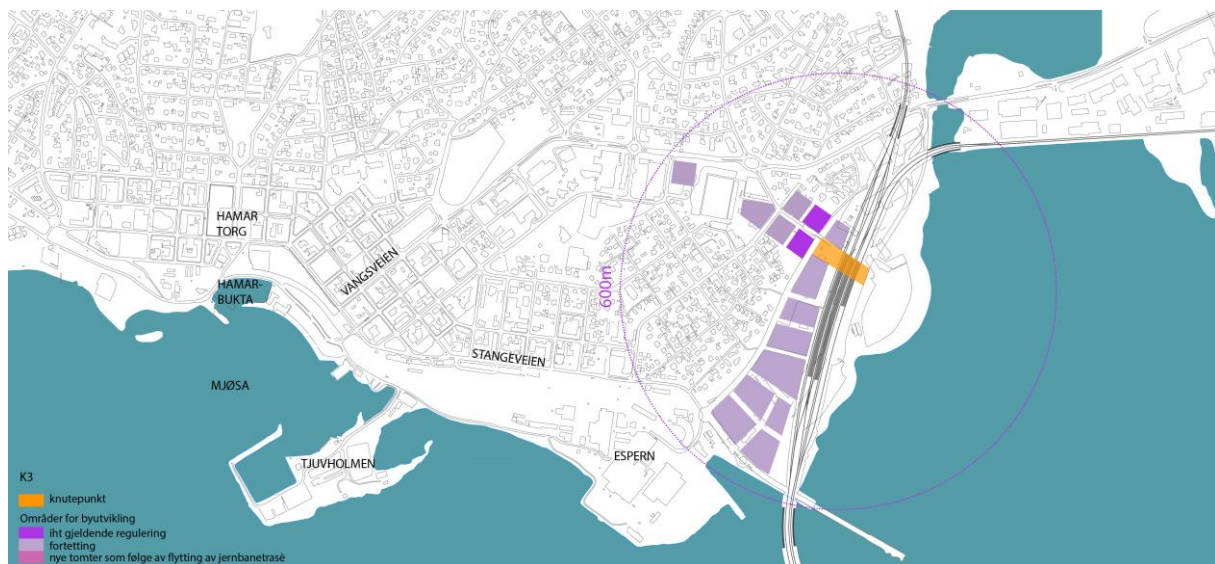 HAMAR
TORG
HAMAR-
BUKTA
VANGSVEIEN
600m
STANGEVEIEN
MJØSA
TJUVHOLMEN
ESPERN
K3
knutepunkt
Områder for byutvikling
iht gjeldende regulering
fortetting
nye tomter som følge av flytting av jernbanetrasè